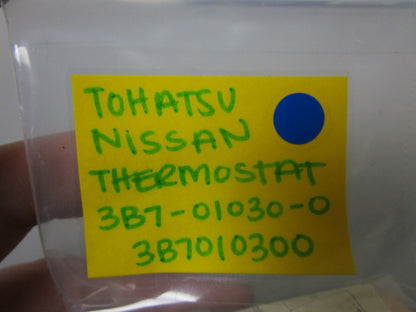 TOHATSU
NiSSAN
THERMOSTAT
3B7-01030-0
3B7010300